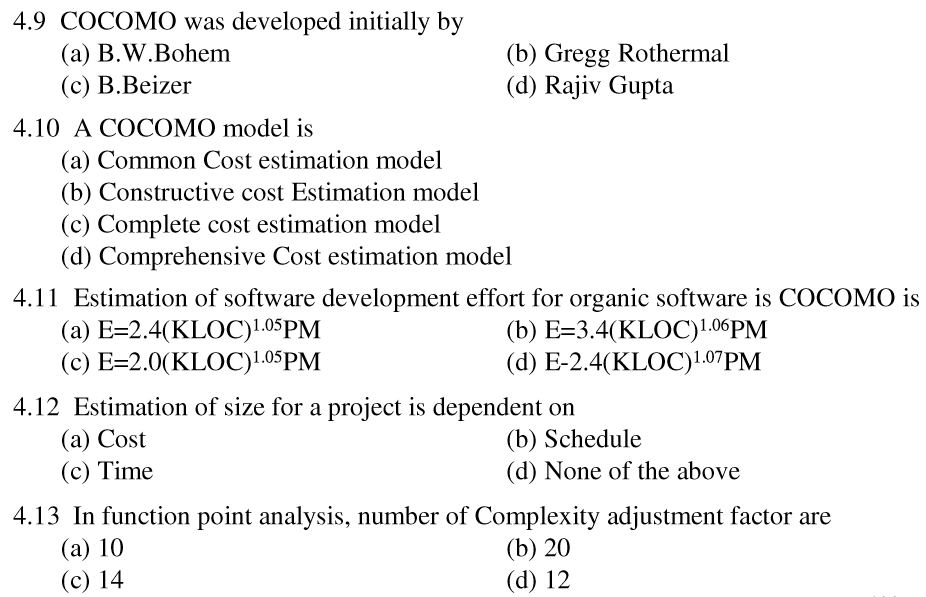 4.9 COCOMO was developed initially by
(a) B.W.Bohem (b) Gregg Rothermal
(c) B.Beizer (d) Rajiv Gupta
4.10 A COCOMO model is
(a) Common Cost estimation model
(b) Constructive cost Estimation model
(c) Complete cost estimation model
(d) Comprehensive Cost estimation model
4.11 Estimation of software development effort for organic software is COCOMO is
(a) E=2.4(KLOC)^1.05PM (b) E=3.4(KLOC)^1.06PM
(c) E=2.0(KLOC)^1.05PM (d) E-2.4(KLOC)^1.07PM
4.12 Estimation of size for a project is dependent on
(a) Cost (b) Schedule
(c) Time (d) None of the above
4.13 In function point analysis, number of Complexity adjustment factor are
(a) 10 (b) 20
(c) 14 (d) 12